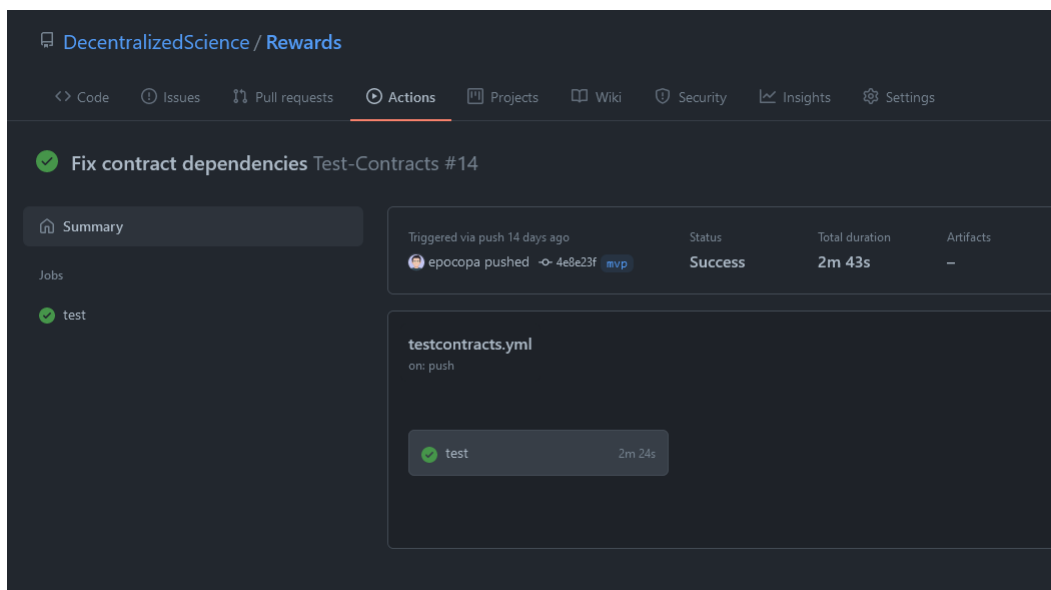 DecentralizedScience / Rewards
Code Issues Pull requests Actions Projects Wiki Security Insights Settings
Fix contract dependencies Test-Contracts #14
Summary
Jobs
test
Triggered via push 14 days ago Status Total duration Artifacts
epocopa pushed 4e8e23f mvp Success 2m 43s –
testcontracts.yml
on: push
test 2m 24s